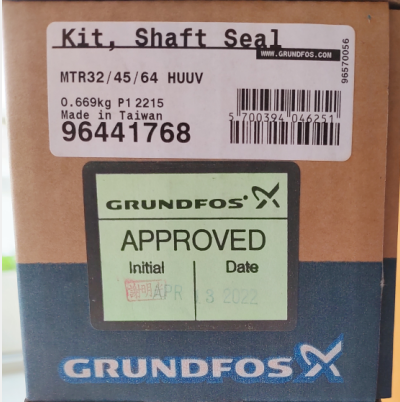 Kit, Shaft Seal
WWW.GRUNDFOS.COM
96570056
MTR32/45/64 HUUV
0.669kg P1 2215
Made in Taiwan
96441768
5 700394 046251
GRUNDFOS
APPROVED
Initial Date
APR 13 2022
GRUNDFOS